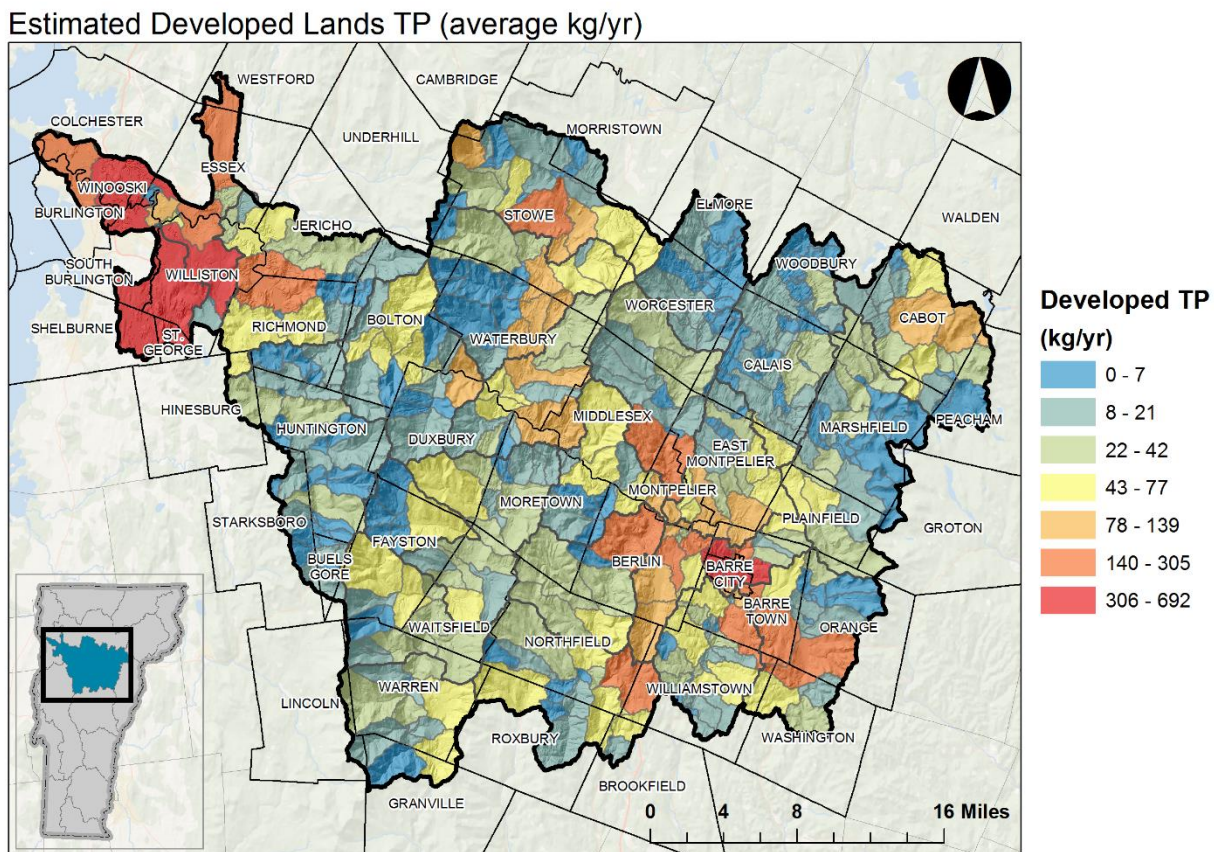 Estimated Developed Lands TP (average kg/yr)
WESTFORD
CAMBRIDGE
COLCHESTER
UNDERHILL
MORRISTOWN
ESSEX
WINOOSKI
ELMORE
WALDEN
BURLINGTON
STOWE
JERICHO
WOODBURY
SOUTH
BURLINGTON
WILLISTON
WORCESTER
CABOT
SHELBURNE
RICHMOND
BOLTON
ST.
GEORGE
WATERBURY
CALAIS
HINESBURG
MIDDLESEX
PEACHAM
HUNTINGTON
DUXBURY
MARSHFIELD
EAST
MONTPELIER
MONTPELIER
MORETOWN
STARKSBORO
PLAINFIELD
GROTON
FAYSTON
BUELS
GORE
BERLIN
BARRE
CITY
BARRE
TOWN
ORANGE
WAITSFIELD
NORTHFIELD
WARREN
WILLIAMSTOWN
LINCOLN
ROXBURY
WASHINGTON
BROOKFIELD
GRANVILLE
0 4 8 16 Miles
Developed TP
(kg/yr)
0 - 7
8 - 21
22 - 42
43 - 77
78 - 139
140 - 305
306 - 692